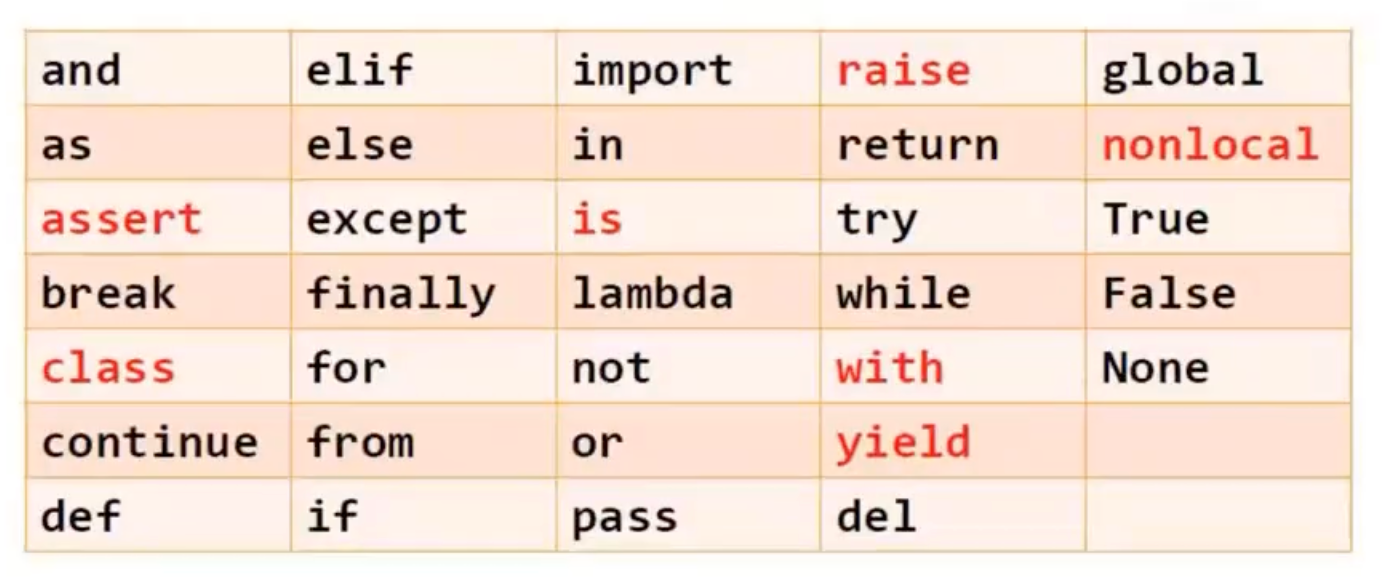 and elif import raise global
as else in return nonlocal
assert except is try True
break finally lambda while False
class for not with None
continue from or yield
def if pass del